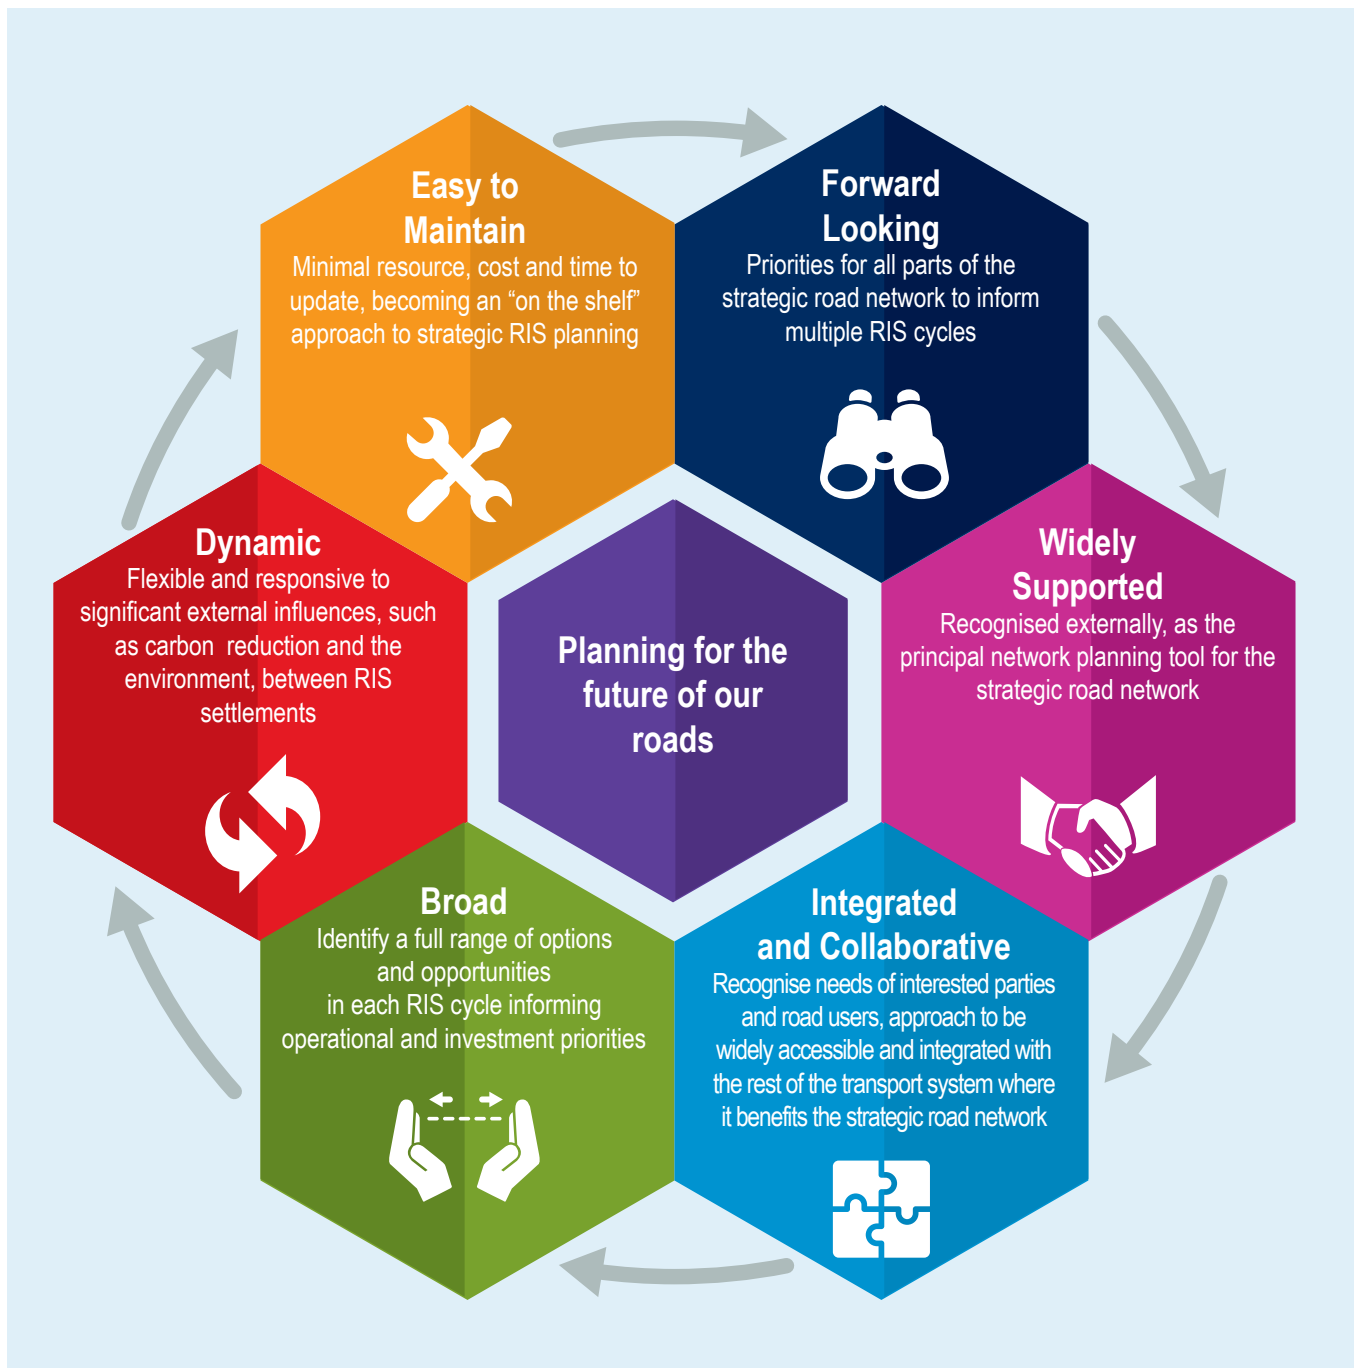 Easy to
Maintain
Minimal resource, cost and time to
update, becoming an “on the shelf”
approach to strategic RIS planning
Forward
Looking
Priorities for all parts of the
strategic road network to inform
multiple RIS cycles
Dynamic
Flexible and responsive to
significant external influences, such
as carbon reduction and the
environment, between RIS
settlements
Planning for the
future of our
roads
Widely
Supported
Recognised externally, as the
principal network planning tool for the
strategic road network
Broad
Identify a full range of options
and opportunities
in each RIS cycle informing
operational and investment priorities
Integrated
and Collaborative
Recognise needs of interested parties
and road users, approach to be
widely accessible and integrated with
the rest of the transport system where
it benefits the strategic road network